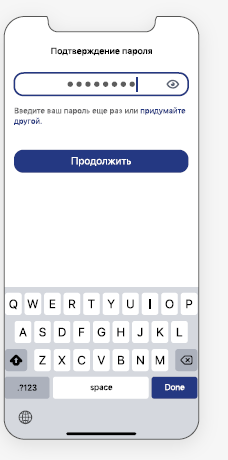 Подтверждение пароля
Введите ваш пароль еще раз или придумайте
другой.
Продолжить
Q W E R T Y U I O P
A S D F G H J K L
Z X C V B N M
.?123 space Done